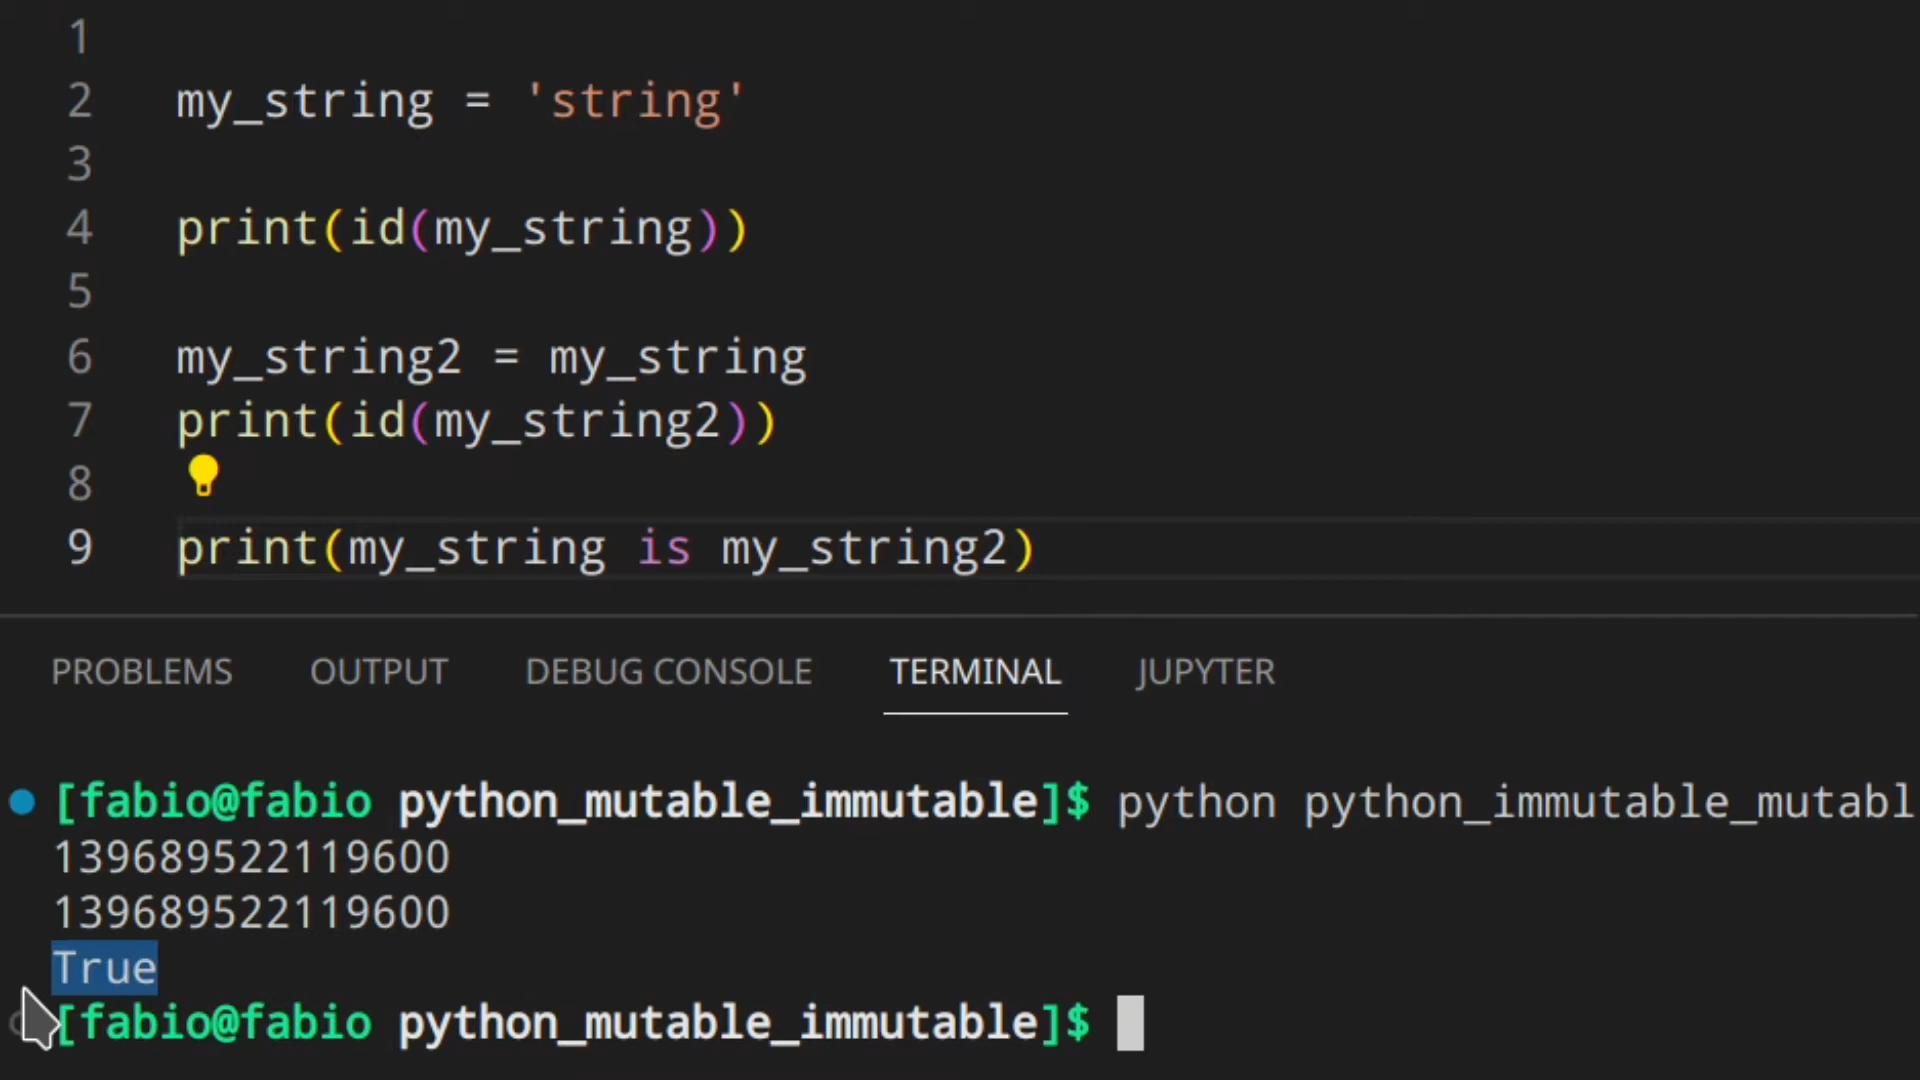 1
2 my_string = 'string'
3
4 print(id(my_string))
5
6 my_string2 = my_string
7 print(id(my_string2))
8
9 print(my_string is my_string2)
PROBLEMS OUTPUT DEBUG CONSOLE TERMINAL JUPYTER
[fabio@fabio python_mutable_immutable]$ python python_immutable_mutabl
139689522119600
139689522119600
True
[fabio@fabio python_mutable_immutable]$